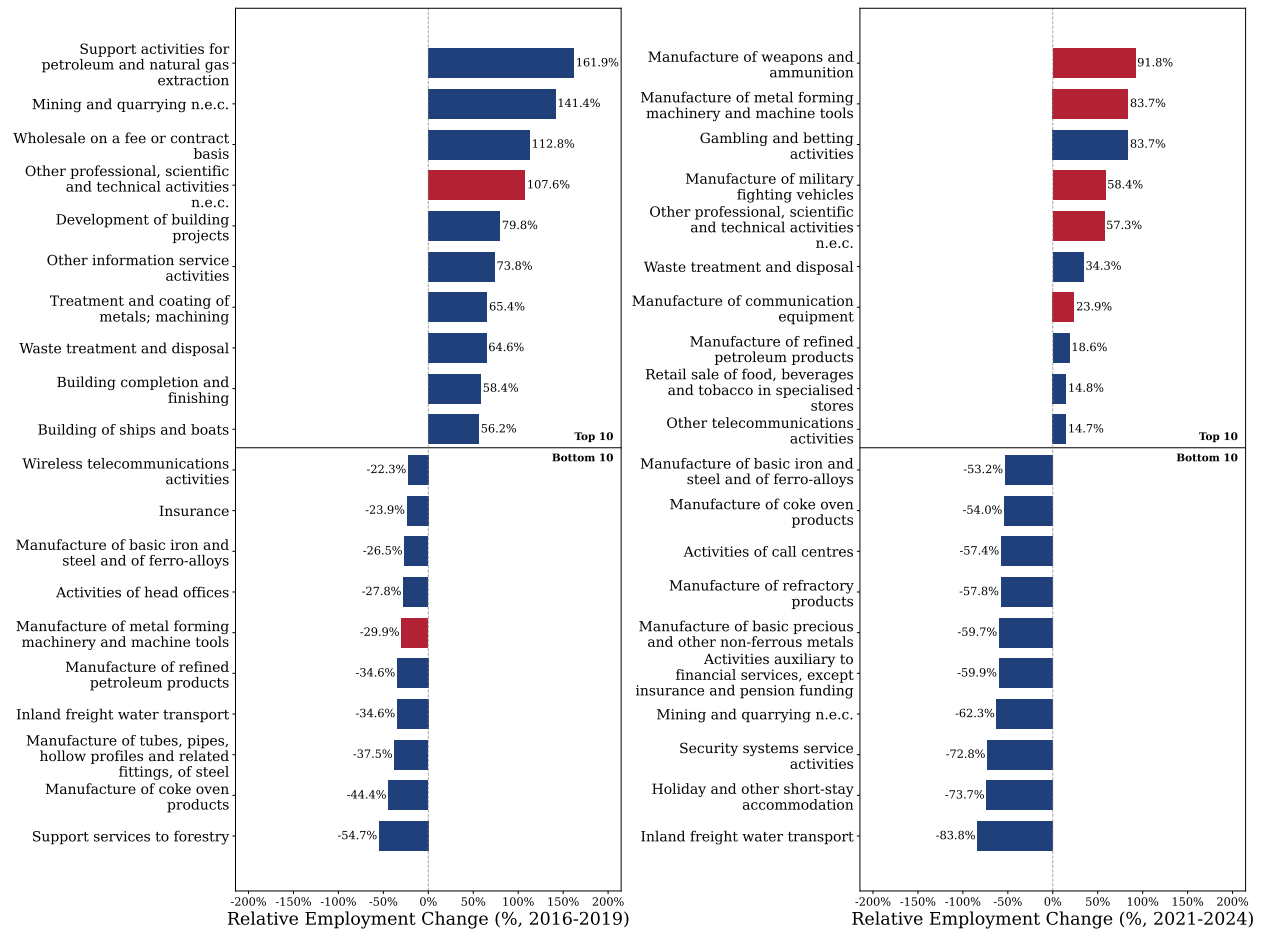 Support activities for
petroleum and natural gas
extraction
161.9%
Mining and quarrying n.e.c.
141.4%
Wholesale on a fee or contract
basis
112.8%
Other professional, scientific
and technical activities
n.e.c.
107.6%
Development of building
projects
79.8%
Other information service
activities
73.8%
Treatment and coating of
metals; machining
65.4%
Waste treatment and disposal
64.6%
Building completion and
finishing
58.4%
Building of ships and boats
56.2%
Top 10
Bottom 10
Wireless telecommunications
activities
-22.3%
Insurance
-23.9%
Manufacture of basic iron and
steel and of ferro-alloys
-26.5%
Activities of head offices
-27.8%
Manufacture of metal forming
machinery and machine tools
-29.9%
Manufacture of refined
petroleum products
-34.6%
Inland freight water transport
-34.6%
Manufacture of tubes, pipes,
hollow profiles and related
fittings, of steel
-37.5%
Manufacture of coke oven
products
-44.4%
Support services to forestry
-54.7%
-200% -150% -100% -50% 0% 50% 100% 150% 200%
Relative Employment Change (%, 2016-2019)
Manufacture of weapons and
ammunition
91.8%
Manufacture of metal forming
machinery and machine tools
83.7%
Gambling and betting
activities
83.7%
Manufacture of military
fighting vehicles
58.4%
Other professional, scientific
and technical activities
n.e.c.
57.3%
Waste treatment and disposal
34.3%
Manufacture of communication
equipment
23.9%
Manufacture of refined
petroleum products
18.6%
Retail sale of food, beverages
and tobacco in specialised
stores
14.8%
Other telecommunications
activities
14.7%
Top 10
Bottom 10
Manufacture of basic iron and
steel and of ferro-alloys
-53.2%
Manufacture of coke oven
products
-54.0%
Activities of call centres
-57.4%
Manufacture of refractory
products
-57.8%
Manufacture of basic precious
and other non-ferrous metals
-59.7%
Activities auxiliary to
financial services, except
insurance and pension funding
-59.9%
Mining and quarrying n.e.c.
-62.3%
Security systems service
activities
-72.8%
Holiday and other short-stay
accommodation
-73.7%
Inland freight water transport
-83.8%
-200% -150% -100% -50% 0% 50% 100% 150% 200%
Relative Employment Change (%, 2021-2024)